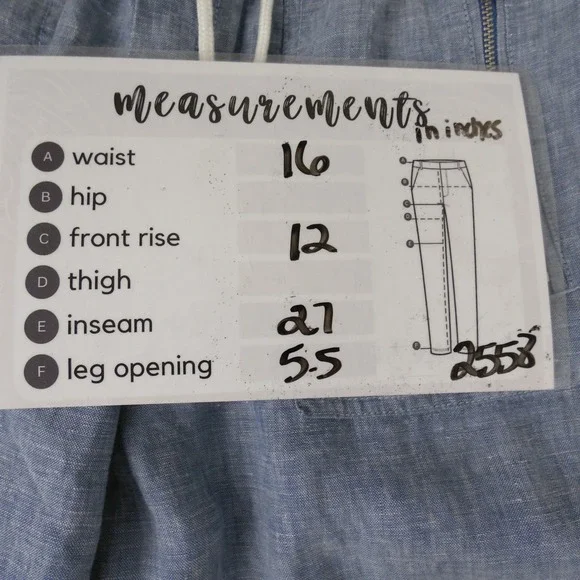 measurements
in inches
A waist 16
B hip
C front rise 12
D thigh
E inseam 27
F leg opening 5.5
2558